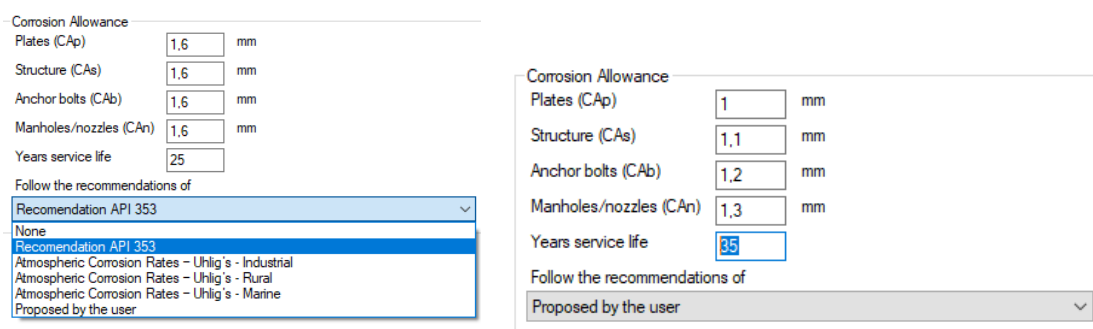 Corrosion Allowance
Plates (CAp) 1,6 mm
Structure (CAs) 1,6 mm
Anchor bolts (CAb) 1,6 mm
Manholes/nozzles (CAn) 1,6 mm
Years service life 25
Follow the recommendations of
Recomendation API 353
None
Recomendation API 353
Atmospheric Corrosion Rates – Uhlig´s - Industrial
Atmospheric Corrosion Rates – Uhlig´s - Rural
Atmospheric Corrosion Rates – Uhlig´s - Marine
Proposed by the user
Corrosion Allowance
Plates (CAp) 1 mm
Structure (CAs) 1,1 mm
Anchor bolts (CAb) 1,2 mm
Manholes/nozzles (CAn) 1,3 mm
Years service life 35
Follow the recommendations of
Proposed by the user